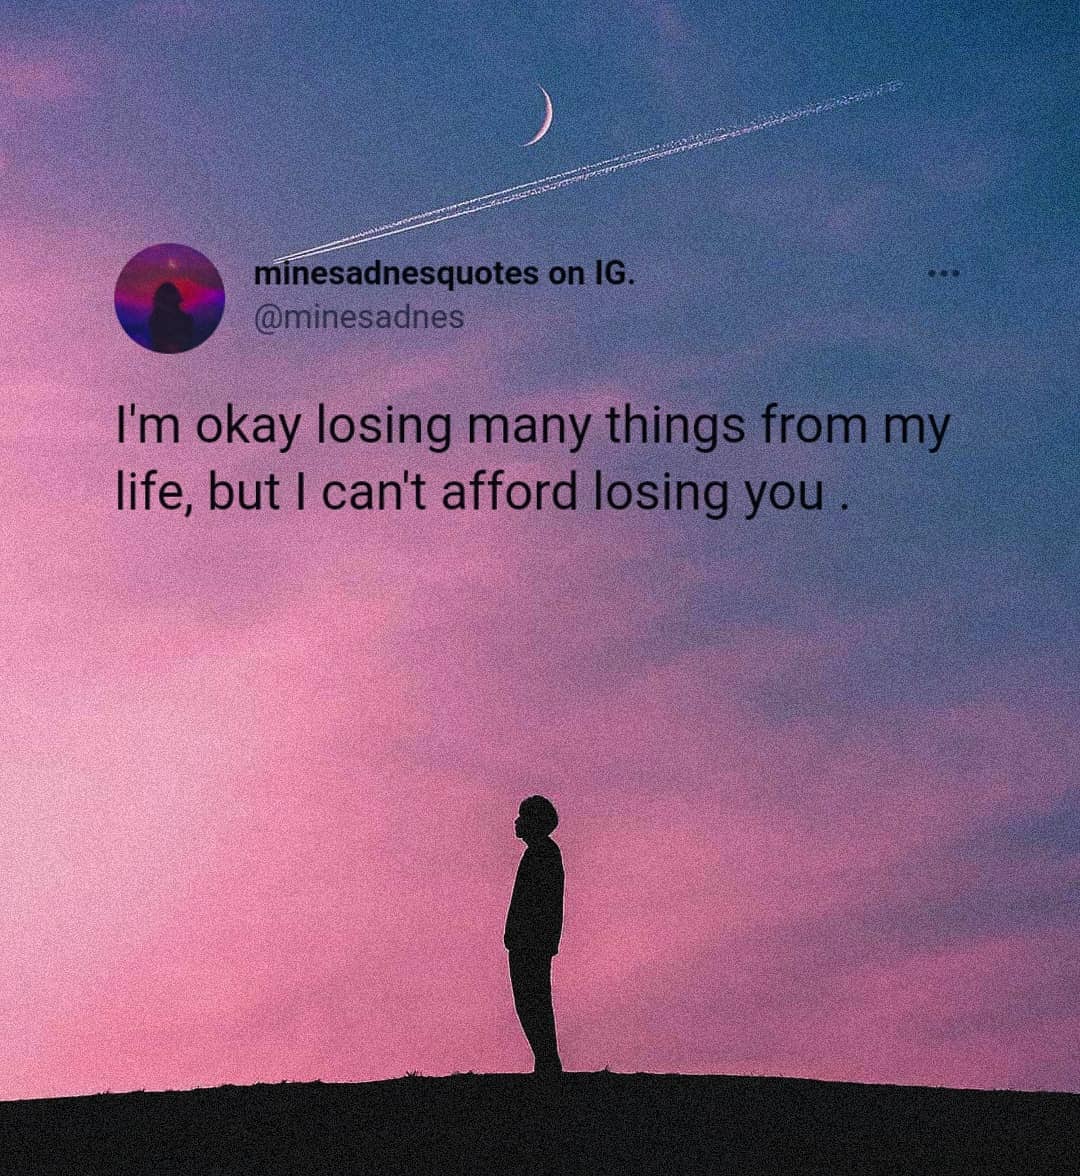 minesadnesquotes on IG.
@minesadnes
I'm okay losing many things from my
life, but I can't afford losing you .